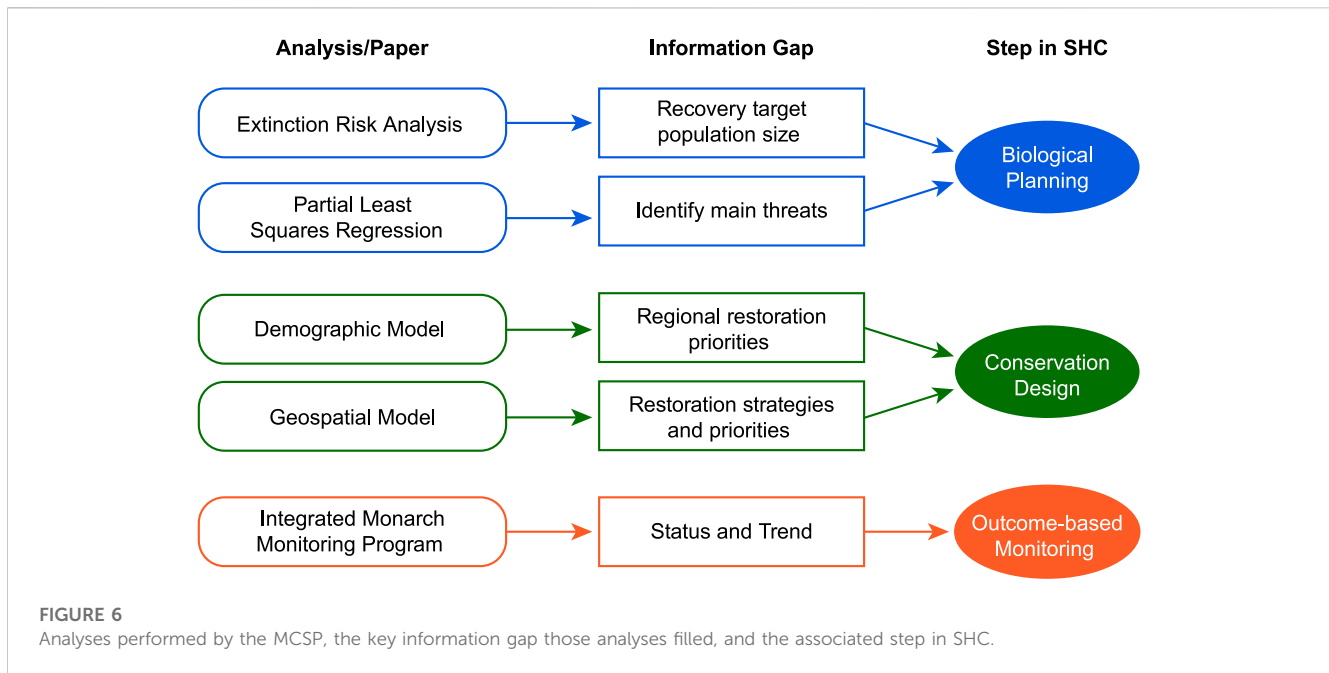 Analysis/Paper
Information Gap
Step in SHC
Extinction Risk Analysis
Recovery target
population size
Biological
Planning
Partial Least
Squares Regression
Identify main threats
Demographic Model
Regional restoration
priorities
Conservation
Design
Geospatial Model
Restoration strategies
and priorities
Integrated Monarch
Monitoring Program
Status and Trend
Outcome-based
Monitoring
FIGURE 6
Analyses performed by the MCSP, the key information gap those analyses filled, and the associated step in SHC.